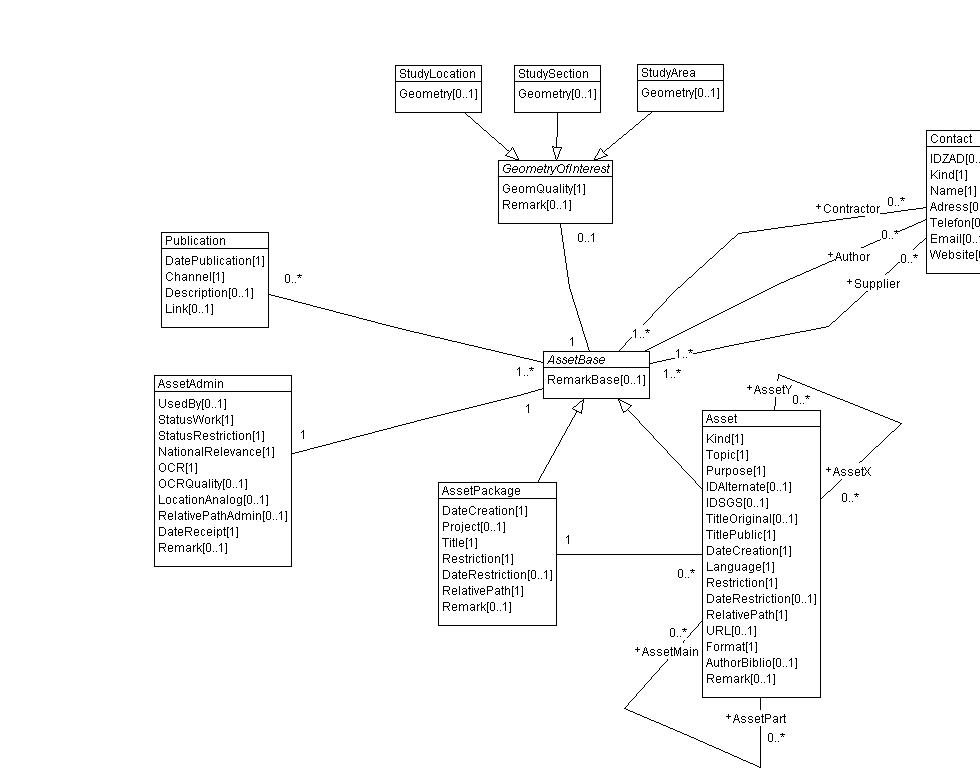 StudyLocation
Geometry[0..1]
StudySection
Geometry[0..1]
StudyArea
Geometry[0..1]
GeometryOfInterest
GeomQuality[1]
Remark[0..1]
0..1
Contact
IDZAD[0..
Kind[1]
Name[1]
Adress[0
Telefon[0
Email[0..
Website[
+Contractor
0..*
0..*
+Author
0..*
+Supplier
Publication
DatePublication[1]
Channel[1]
Description[0..1]
Link[0..1]
0..*
1
1..*
1..*
1..*
1..*
AssetBase
RemarkBase[0..1]
1
AssetAdmin
UsedBy[0..1]
StatusWork[1]
StatusRestriction[1]
NationalRelevance[1]
OCR[1]
OCRQuality[0..1]
LocationAnalog[0..1]
RelativePathAdmin[0..1]
DateReceipt[1]
Remark[0..1]
1
AssetPackage
DateCreation[1]
Project[0..1]
Title[1]
Restriction[1]
DateRestriction[0..1]
RelativePath[1]
Remark[0..1]
1
0..*
+AssetY
0..*
+AssetX
0..*
Asset
Kind[1]
Topic[1]
Purpose[1]
IDAlternate[0..1]
IDSGS[0..1]
TitleOriginal[0..1]
TitlePublic[1]
DateCreation[1]
Language[1]
Restriction[1]
DateRestriction[0..1]
RelativePath[1]
URL[0..1]
Format[1]
AuthorBiblio[0..1]
Remark[0..1]
0..*
+AssetMain
+AssetPart
0..*